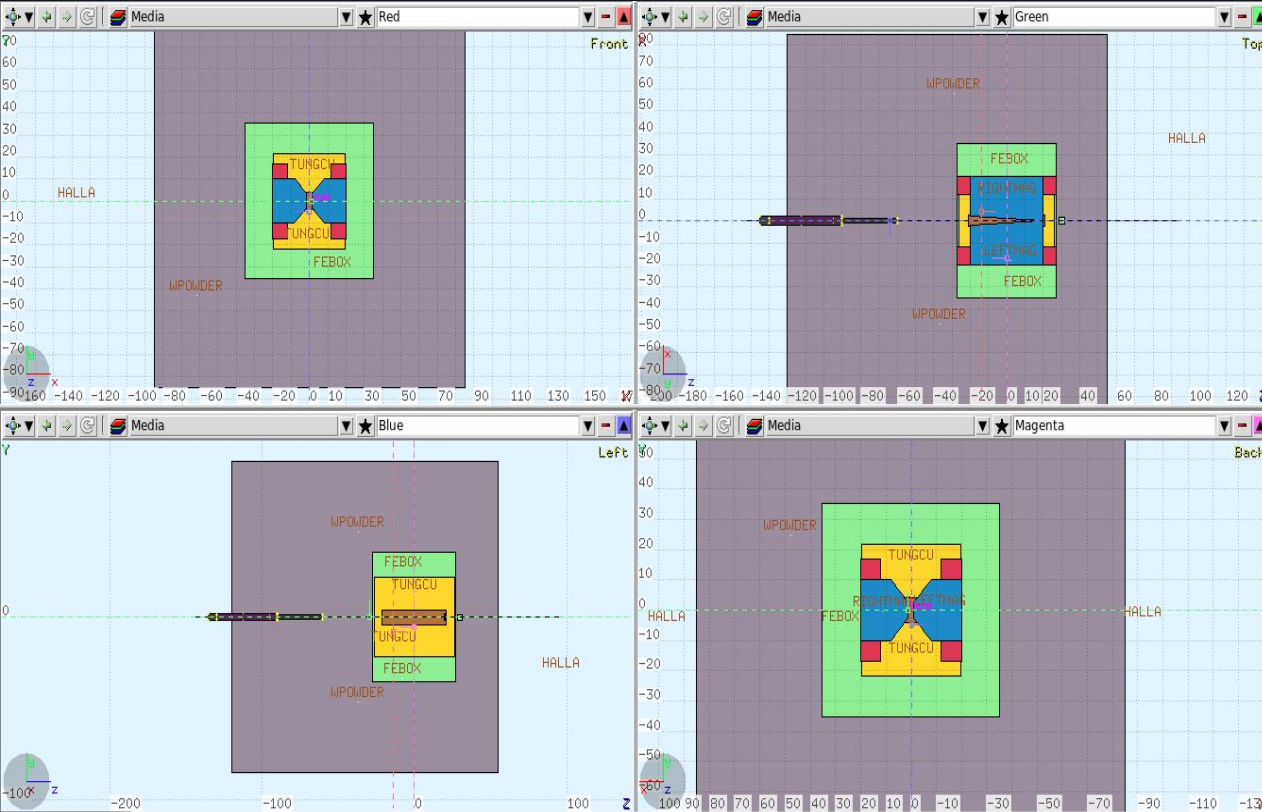 Media
Red
Front
Y
70
60
50
40
30
20
10
0
-10
-20
-30
-40
-50
-60
-70
-80
-90
TUNGCU
TUNGCU
HALLA
FEBOX
WPOWDER
y
z x
-160 -140 -120 -100 -80 -60 -40 -20 0 10 30 50 70 90 110 130 150
Media
Green
Top
80
70
60
50
40
30
20
10
0
-10
-20
-30
-40
-50
-60
-70
-80
WPOWDER
HALLA
FEBOX
RIGHTMAG
LEFTMAG
FEBOX
WPOWDER
x
y z
-200 -180 -160 -140 -120 -100 -80 -60 -40 -20 0 10 20 40 60 80 100 120
Media
Blue
Left
Y
0
-100
WPOWDER
FEBOX
TUNGCU
TUNGCU
FEBOX
HALLA
WPOWDER
y
x z
-200 -100 0 100 Z
Media
Magenta
Back
50
40
30
20
10
0
-10
-20
-30
-40
-50
-60
WPOWDER
TUNGCU
RIGHTMAG LEFTMAG
HALLA FEBOX HALLA
TUNGCU
y
x z
100 90 80 70 60 50 40 30 20 10 0 -10 -30 -50 -70 -90 -110 -13